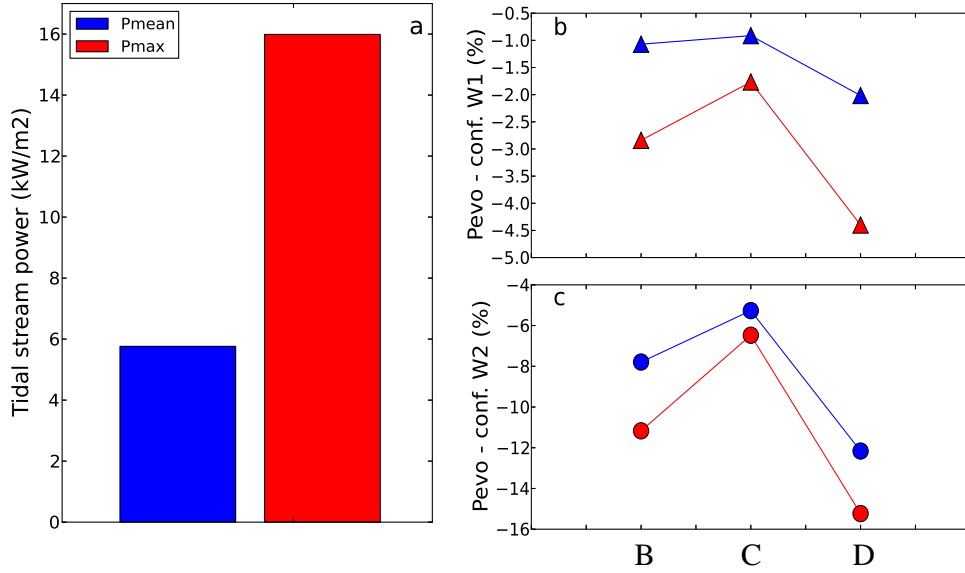 Tidal stream power (kW/m2)
16
14
12
10
8
6
4
2
0
Pmean
Pmax
a
Pevo - conf. W1 (%)
−0.5
−1.0
−1.5
−2.0
−2.5
−3.0
−3.5
−4.0
−4.5
−5.0
b
Pevo - conf. W2 (%)
−4
−6
−8
−10
−12
−14
−16
c
B C D